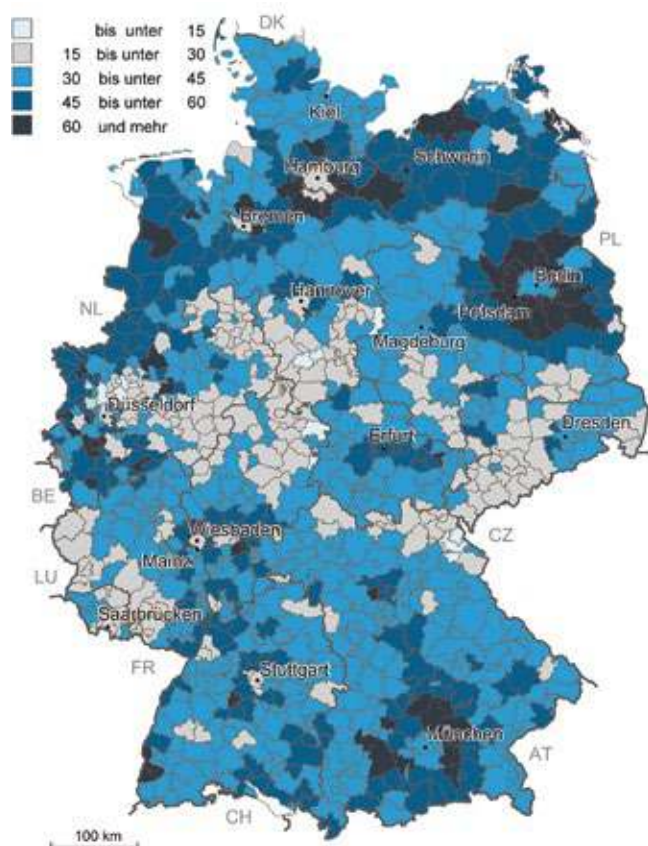 DK
bis unter 15
15 bis unter 30
30 bis unter 45
45 bis unter 60
60 und mehr
Kiel
Schwerin
Hamburg
Bremen
PL
Berlin
Hannover
Potsdam
NL
Magdeburg
Düsseldorf
Erfurt
Dresden
BE
Wiesbaden
CZ
Mainz
LU
Saarbrücken
FR
Stuttgart
München
AT
CH
100 km